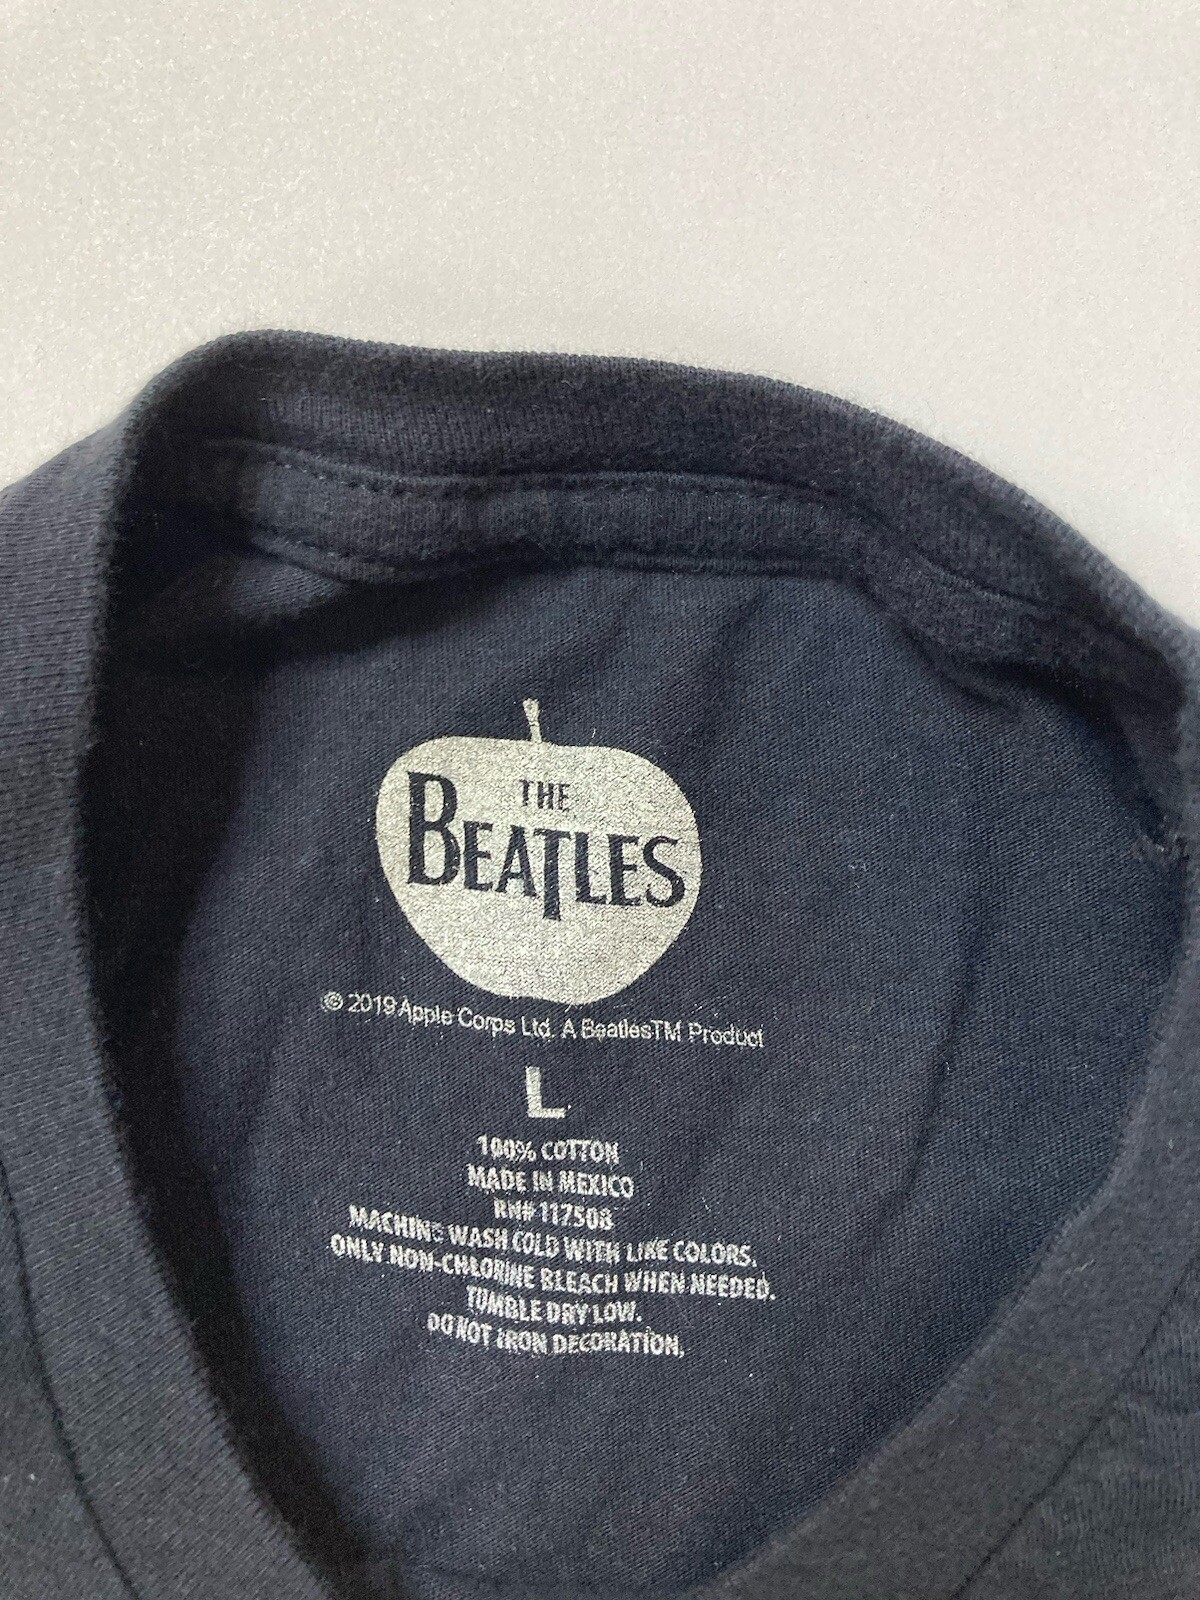 THE
BEATLES
© 2019 Apple Corps Ltd. A BeatlesTM Product
L
100% COTTON
MADE IN MEXICO
RN# 117508
MACHINE WASH COLD WITH LIKE COLORS.
ONLY NON-CHLORINE BLEACH WHEN NEEDED.
TUMBLE DRY LOW.
DO NOT IRON DECORATION.